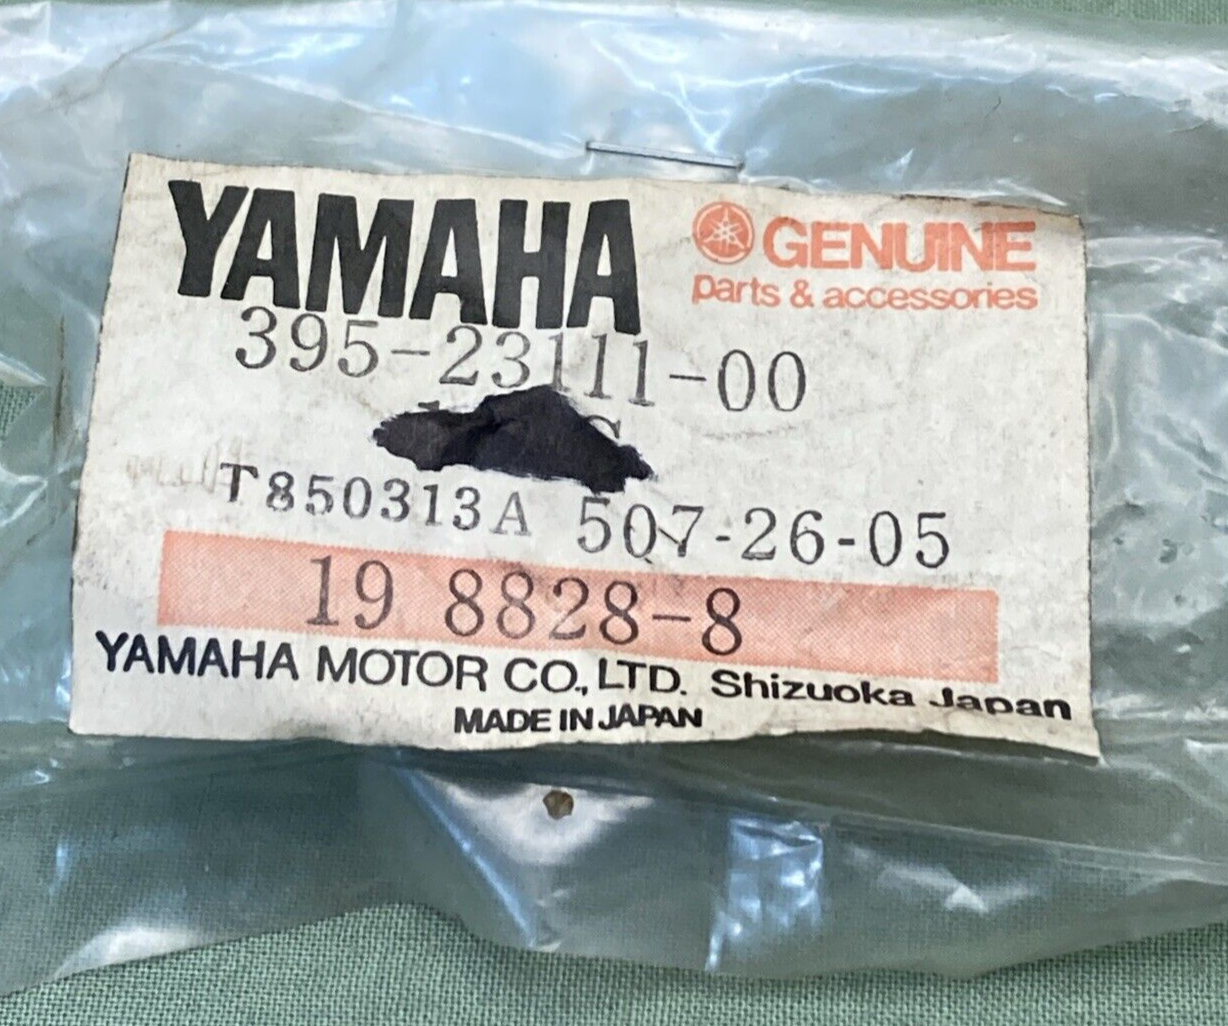 YAMAHA
GENUINE
parts & accessories
395-23111-00
T850313A 507-26-05
19 8828-8
YAMAHA MOTOR CO., LTD. Shizuoka Japan
MADE IN JAPAN